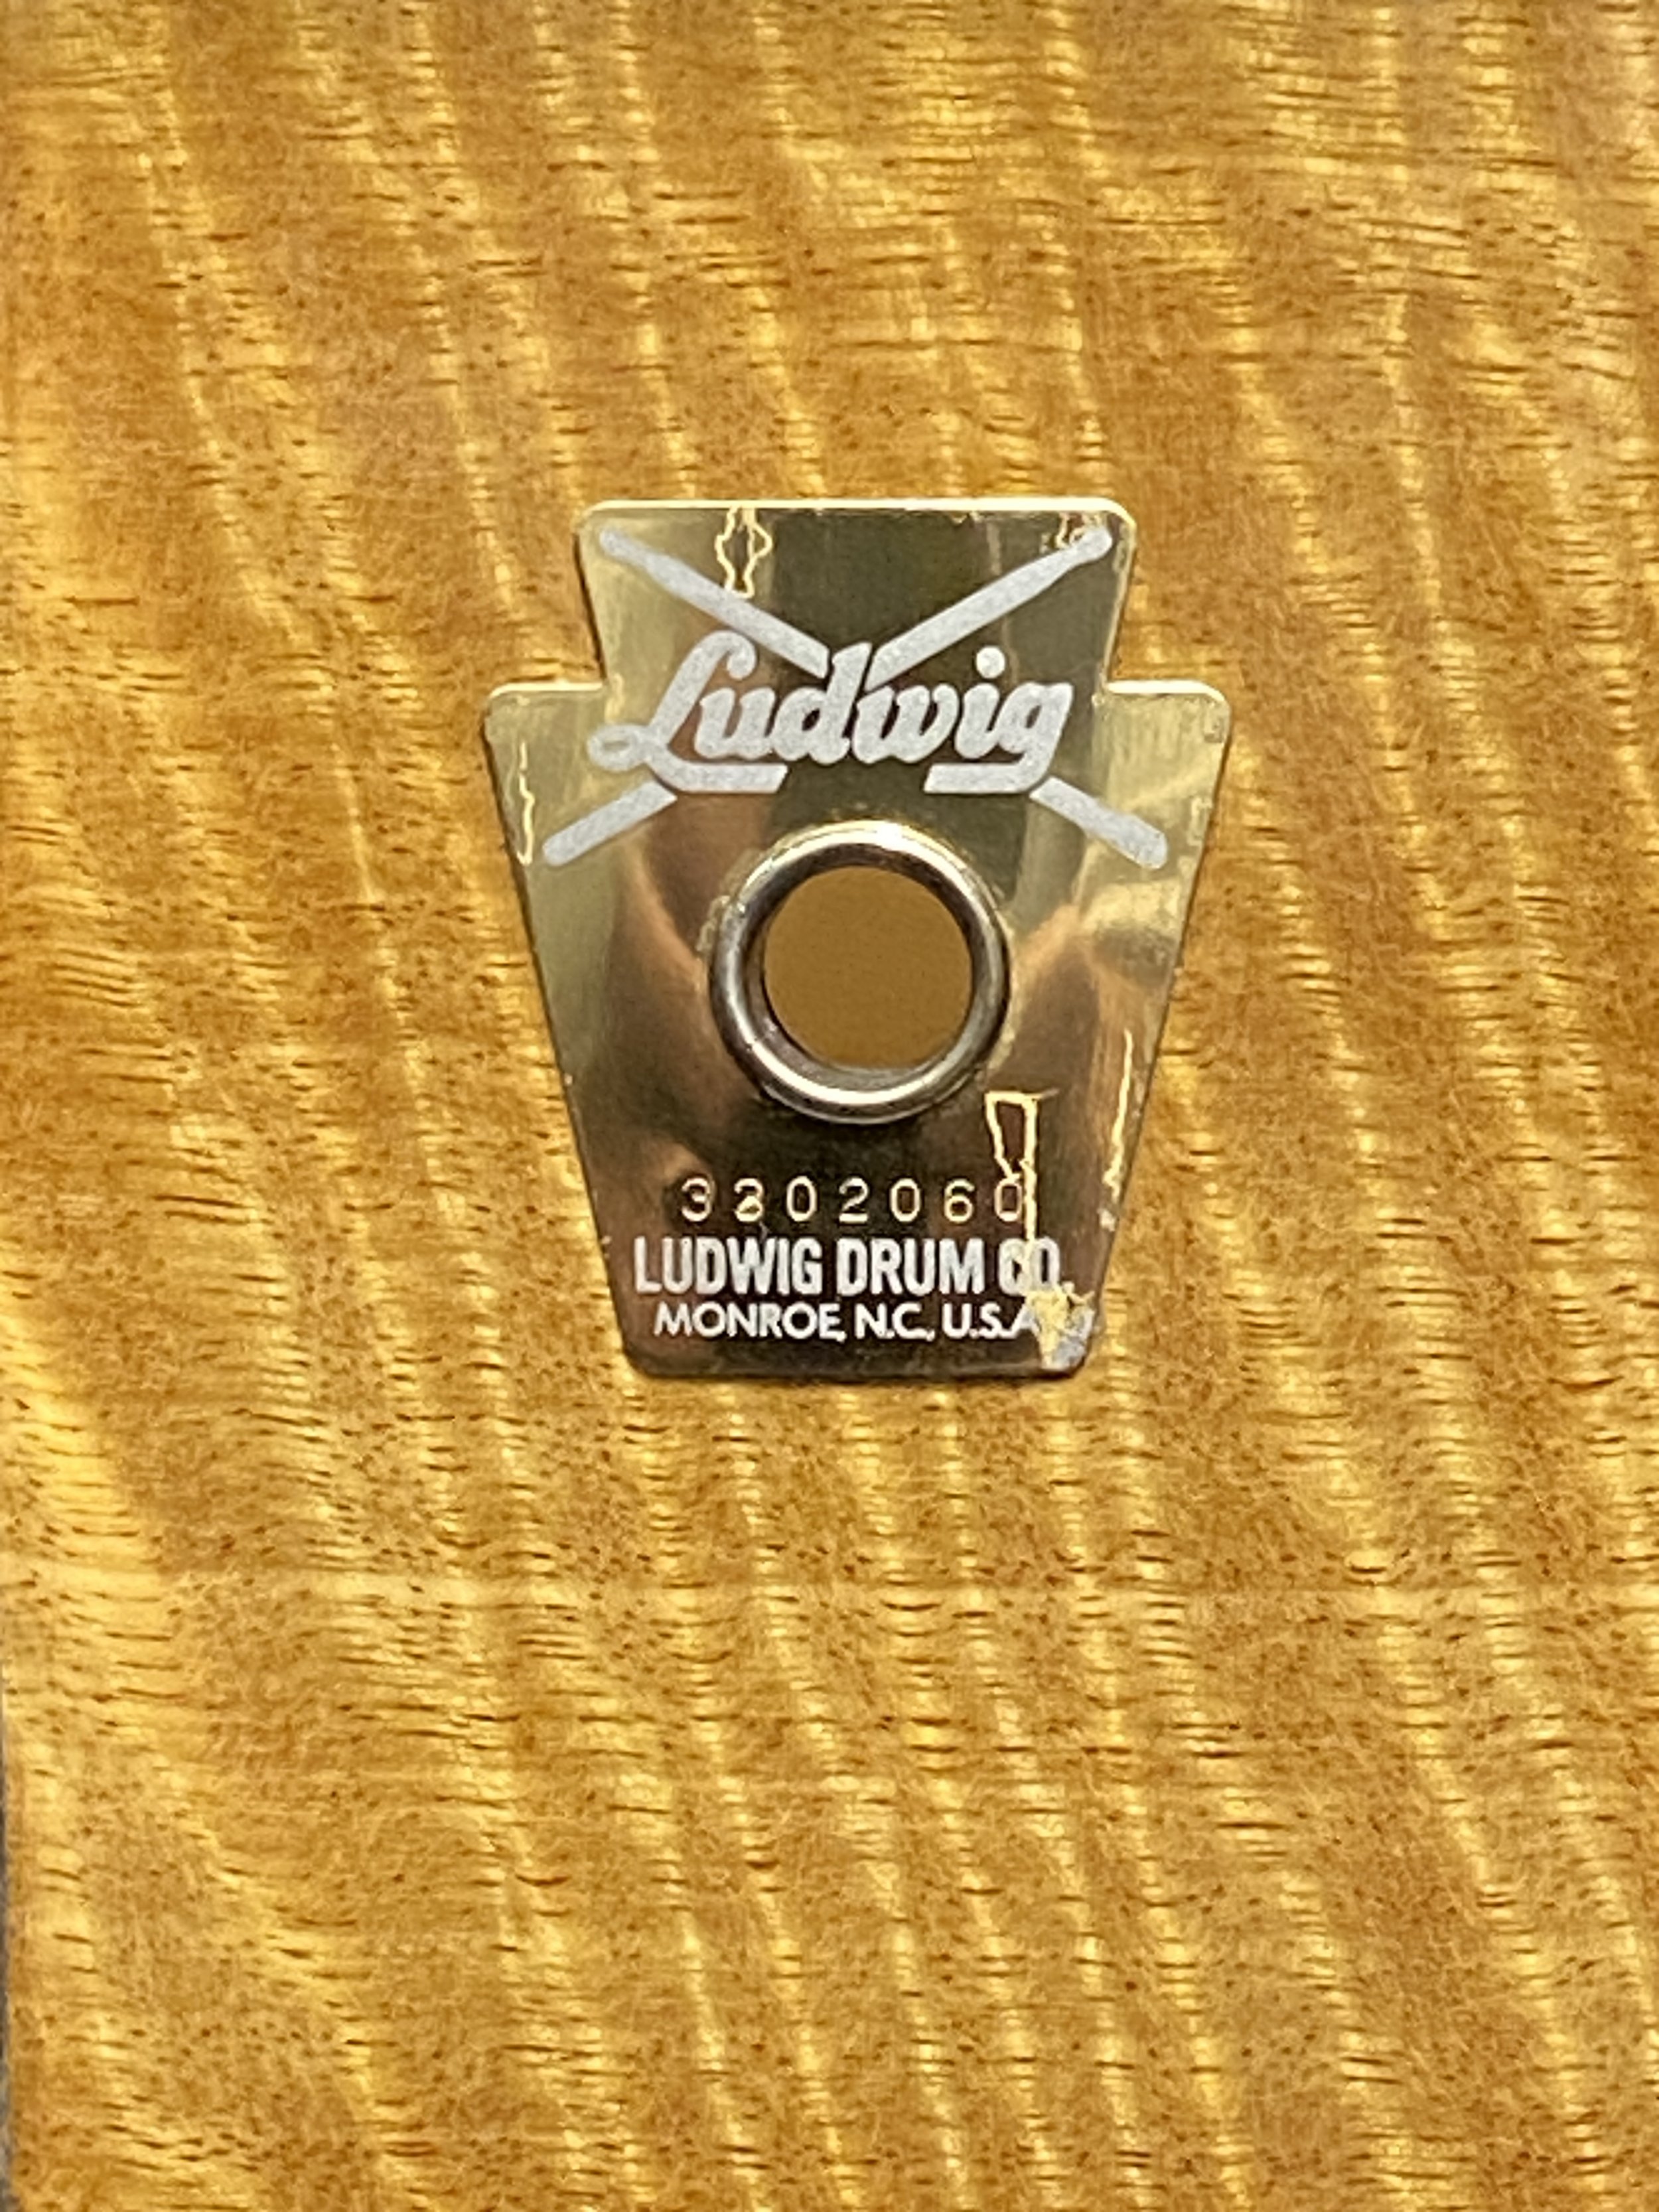 Ludwig
3302060
LUDWIG DRUM CO.
MONROE, N.C., U.S.A.